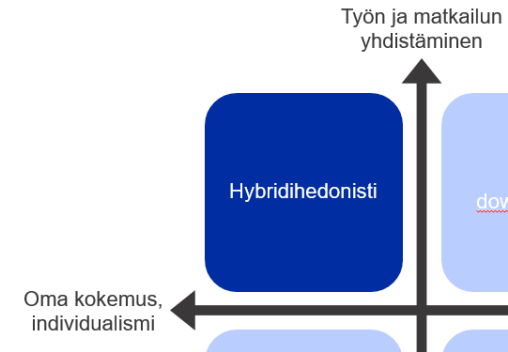 Työn ja matkailun
yhdistäminen
Hybridihedonisti
Oma kokemus,
individualismi